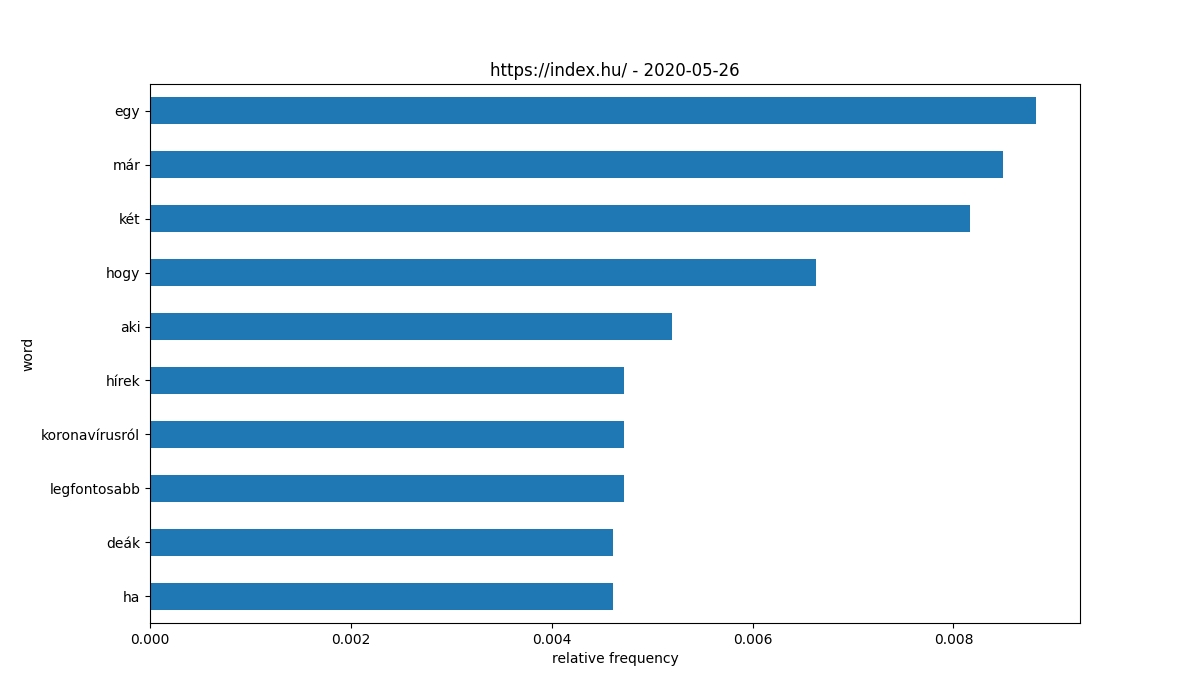 https://index.hu/ - 2020-05-26
word
egy
már
két
hogy
aki
hírek
koronavírusról
legfontosabb
deák
ha
0.000 0.002 0.004 0.006 0.008
relative frequency